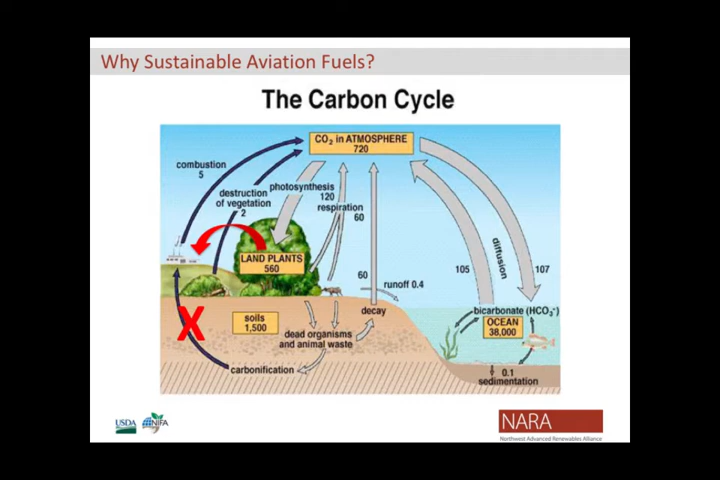 Why Sustainable Aviation Fuels?
The Carbon Cycle
CO₂ in ATMOSPHERE
720
combustion
5
destruction
of vegetation
2
photosynthesis
120
respiration
60
LAND PLANTS
560
60
runoff 0.4
diffusion
105
107
X
soils
1,500
decay
dead organisms
and animal waste
carbonification
bicarbonate (HCO₃⁻)
OCEAN
38,000
0.1
sedimentation
USDA
NIFA
NARA
Northwest Advanced Renewables Alliance